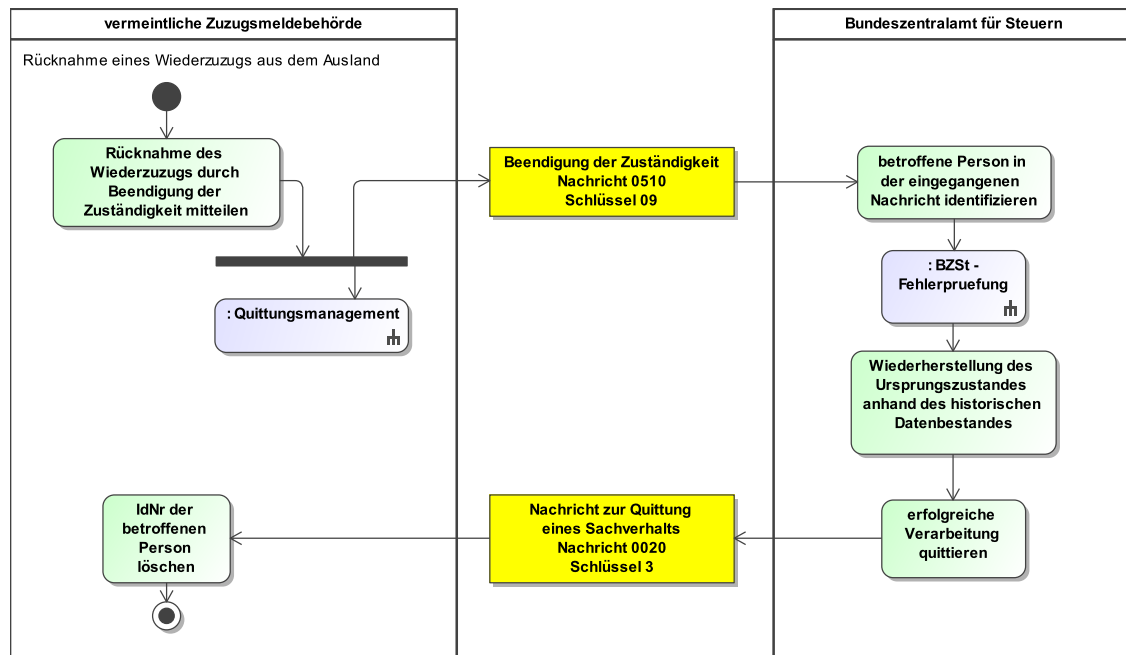 vermeintliche Zuzugsmeldebehörde
Bundeszentralamt für Steuern
Rücknahme eines Wiederzuzugs aus dem Ausland
Rücknahme des
Wiederzuzugs durch
Beendigung der
Zuständigkeit mitteilen
Beendigung der Zuständigkeit
Nachricht 0510
Schlüssel 09
betroffene Person in
der eingegangenen
Nachricht identifizieren
: Quittungsmanagement
: BZSt -
Fehlerpruefung
Wiederherstellung des
Ursprungszustandes
anhand des historischen
Datenbestandes
IdNr der
betroffenen
Person
löschen
Nachricht zur Quittung
eines Sachverhalts
Nachricht 0020
Schlüssel 3
erfolgreiche
Verarbeitung
quittieren